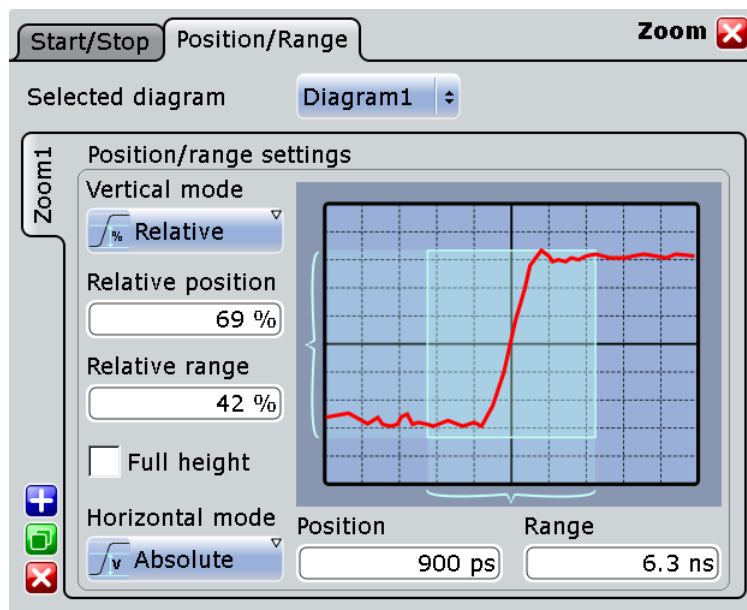 Start/Stop Position/Range Zoom
Selected diagram Diagram1
Zoom1
Position/range settings
Vertical mode
% Relative
Relative position
69 %
Relative range
42 %
Full height
Horizontal mode
v Absolute
Position Range
900 ps 6.3 ns